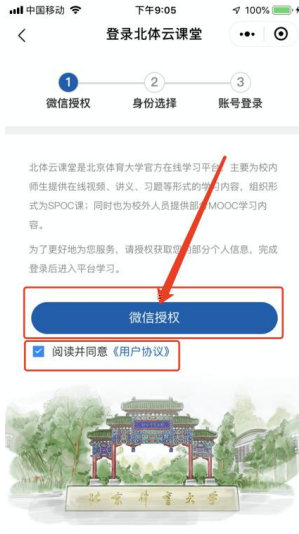 中国移动
下午9:05
100%
登录北体云课堂
1
2
3
微信授权
身份选择
账号登录
北体云课堂是北京体育大学官方在线学习平台，主要为校内
师生提供在线视频、讲义、习题等形式的学习内容，组织形
式为SPOC课；同时也为校外人员提供部分MOOC学习内
容。
为了更好地为您服务，请授权获取您的部分个人信息，完成
登录后进入平台学习。
微信授权
阅读并同意《用户协议》
北京体育大学